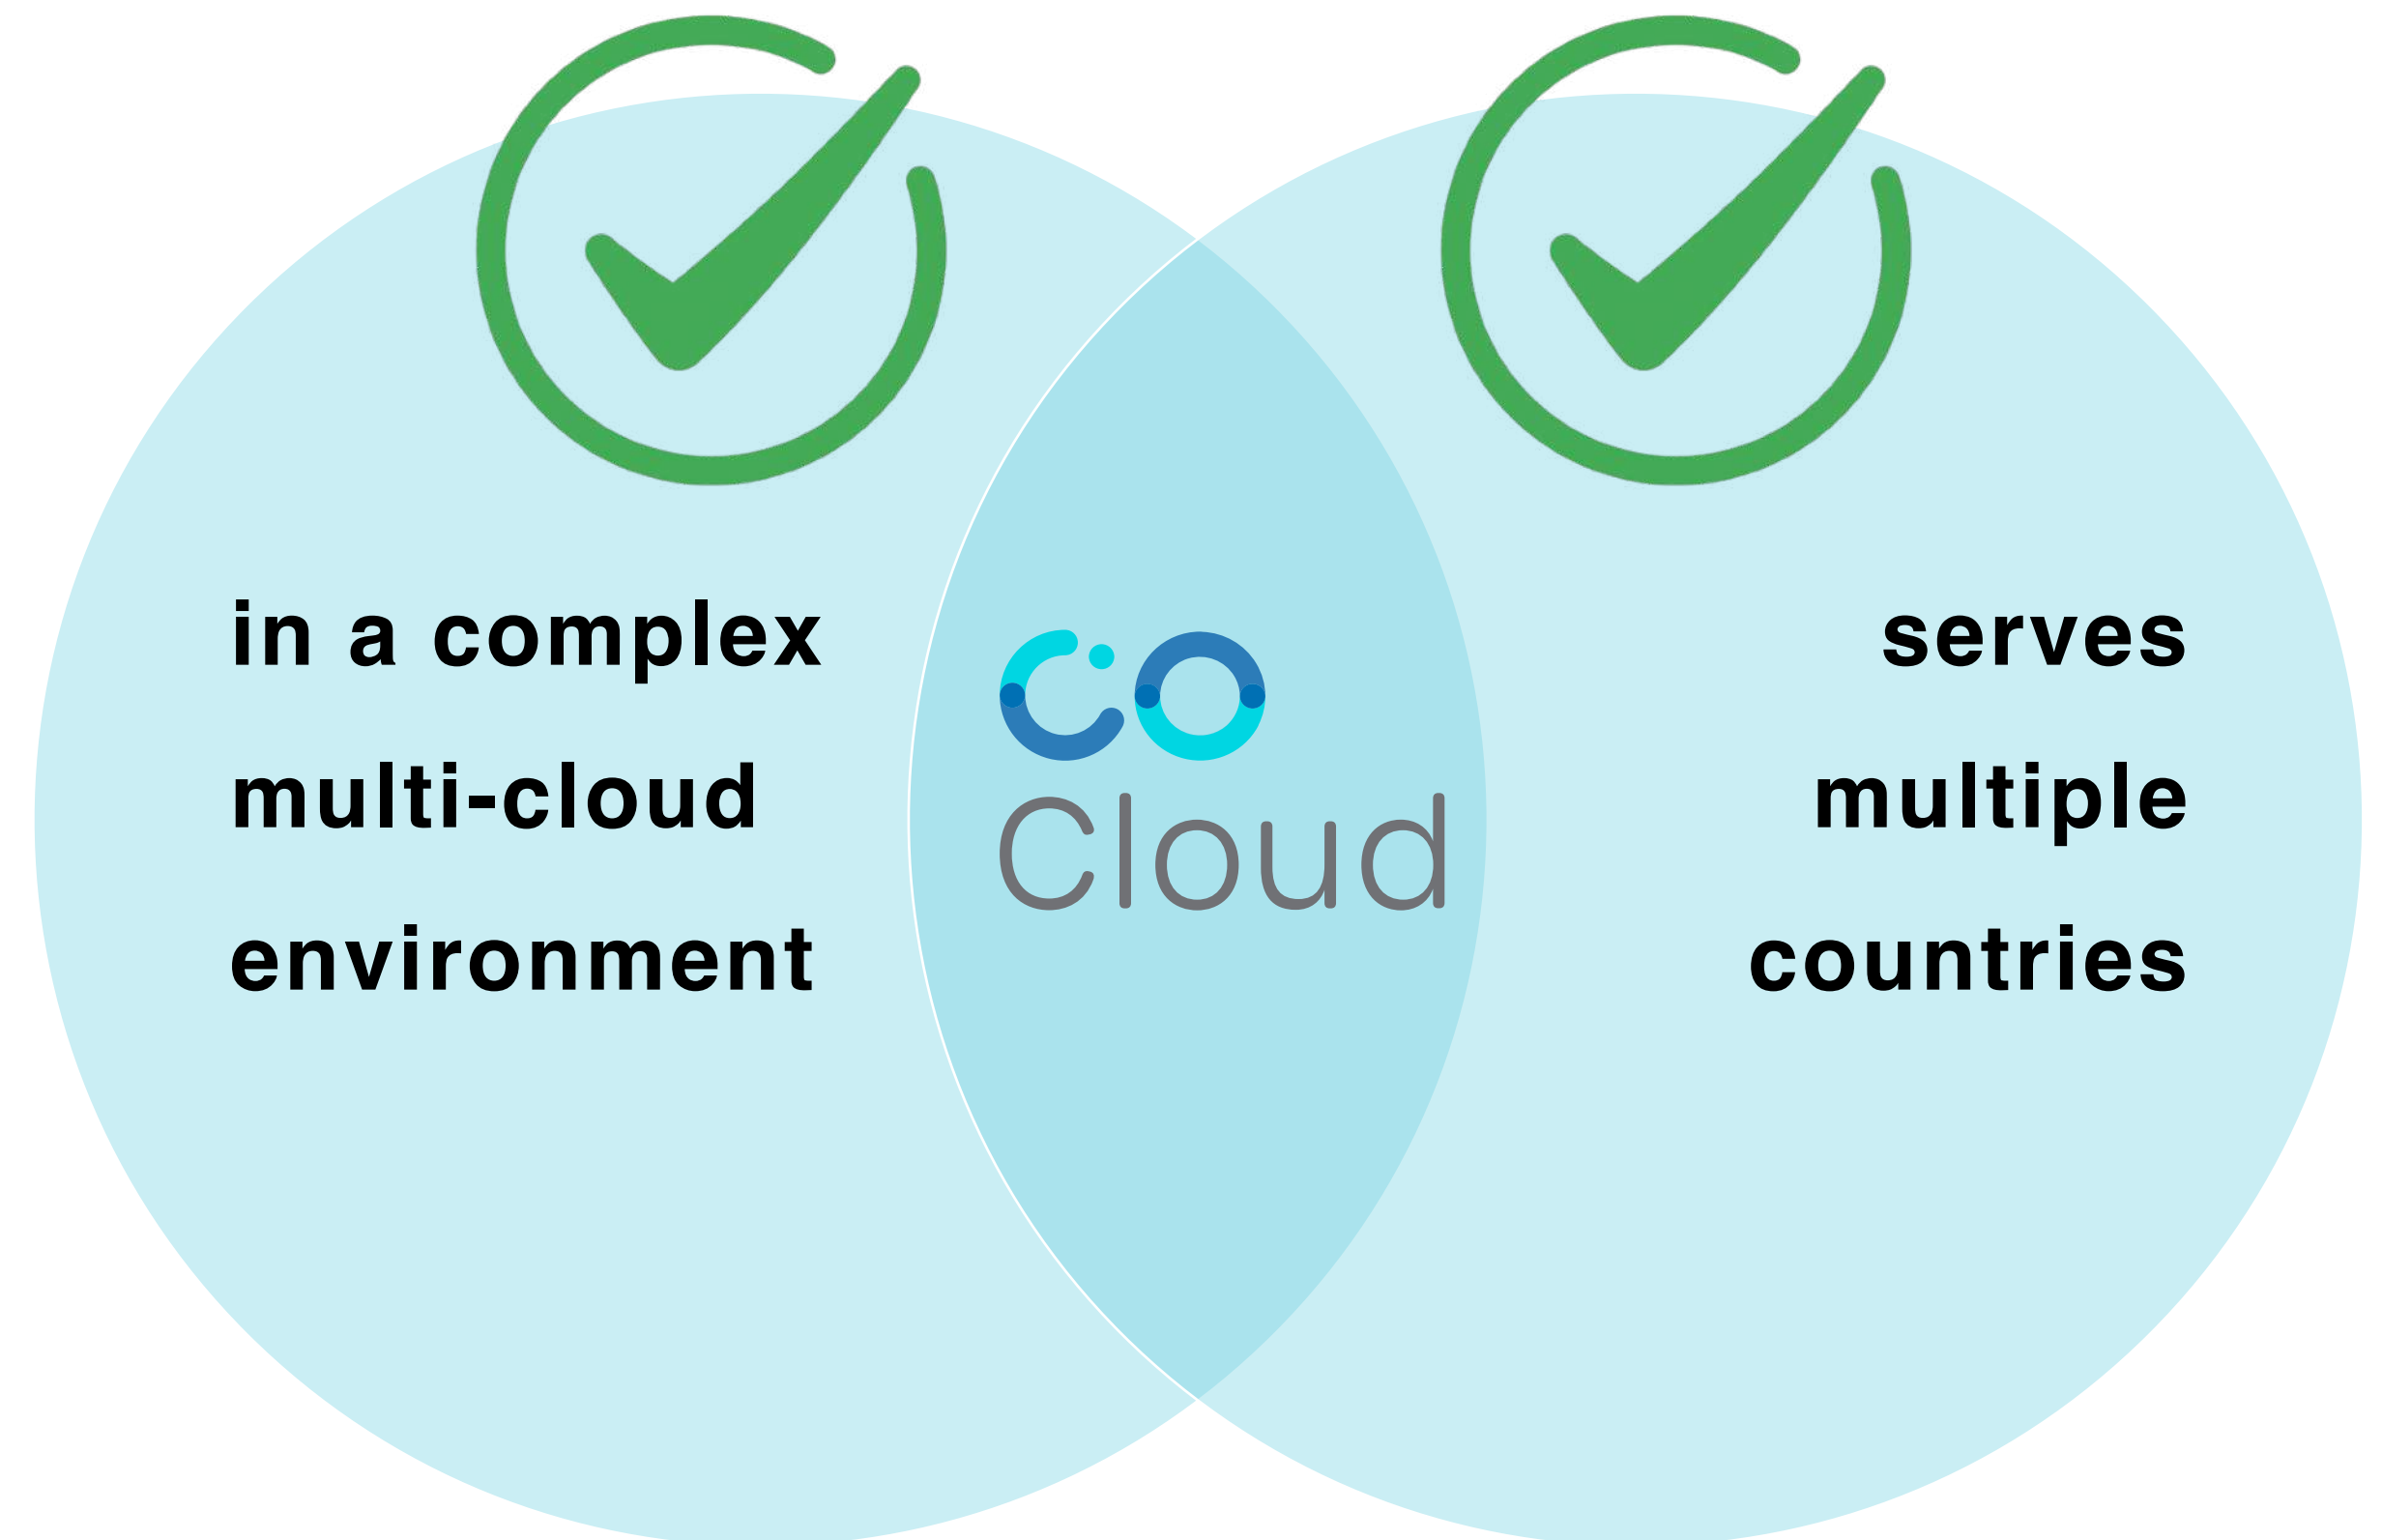 in a complex
multi-cloud
environment
co
Cloud
serves
multiple
countries